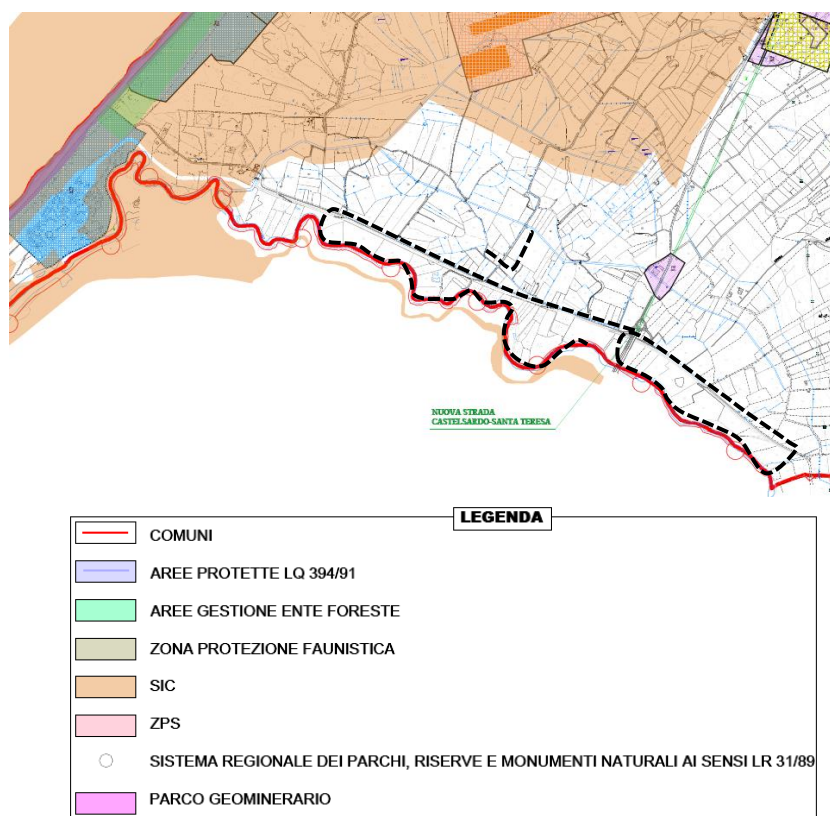 NUOVA STRADA
CASTELSARDO-SANTA TERESA
LEGENDA
COMUNI
AREE PROTETTE LQ 394/91
AREE GESTIONE ENTE FORESTE
ZONA PROTEZIONE FAUNISTICA
SIC
ZPS
SISTEMA REGIONALE DEI PARCHI, RISERVE E MONUMENTI NATURALI AI SENSI LR 31/89
PARCO GEOMINERARIO